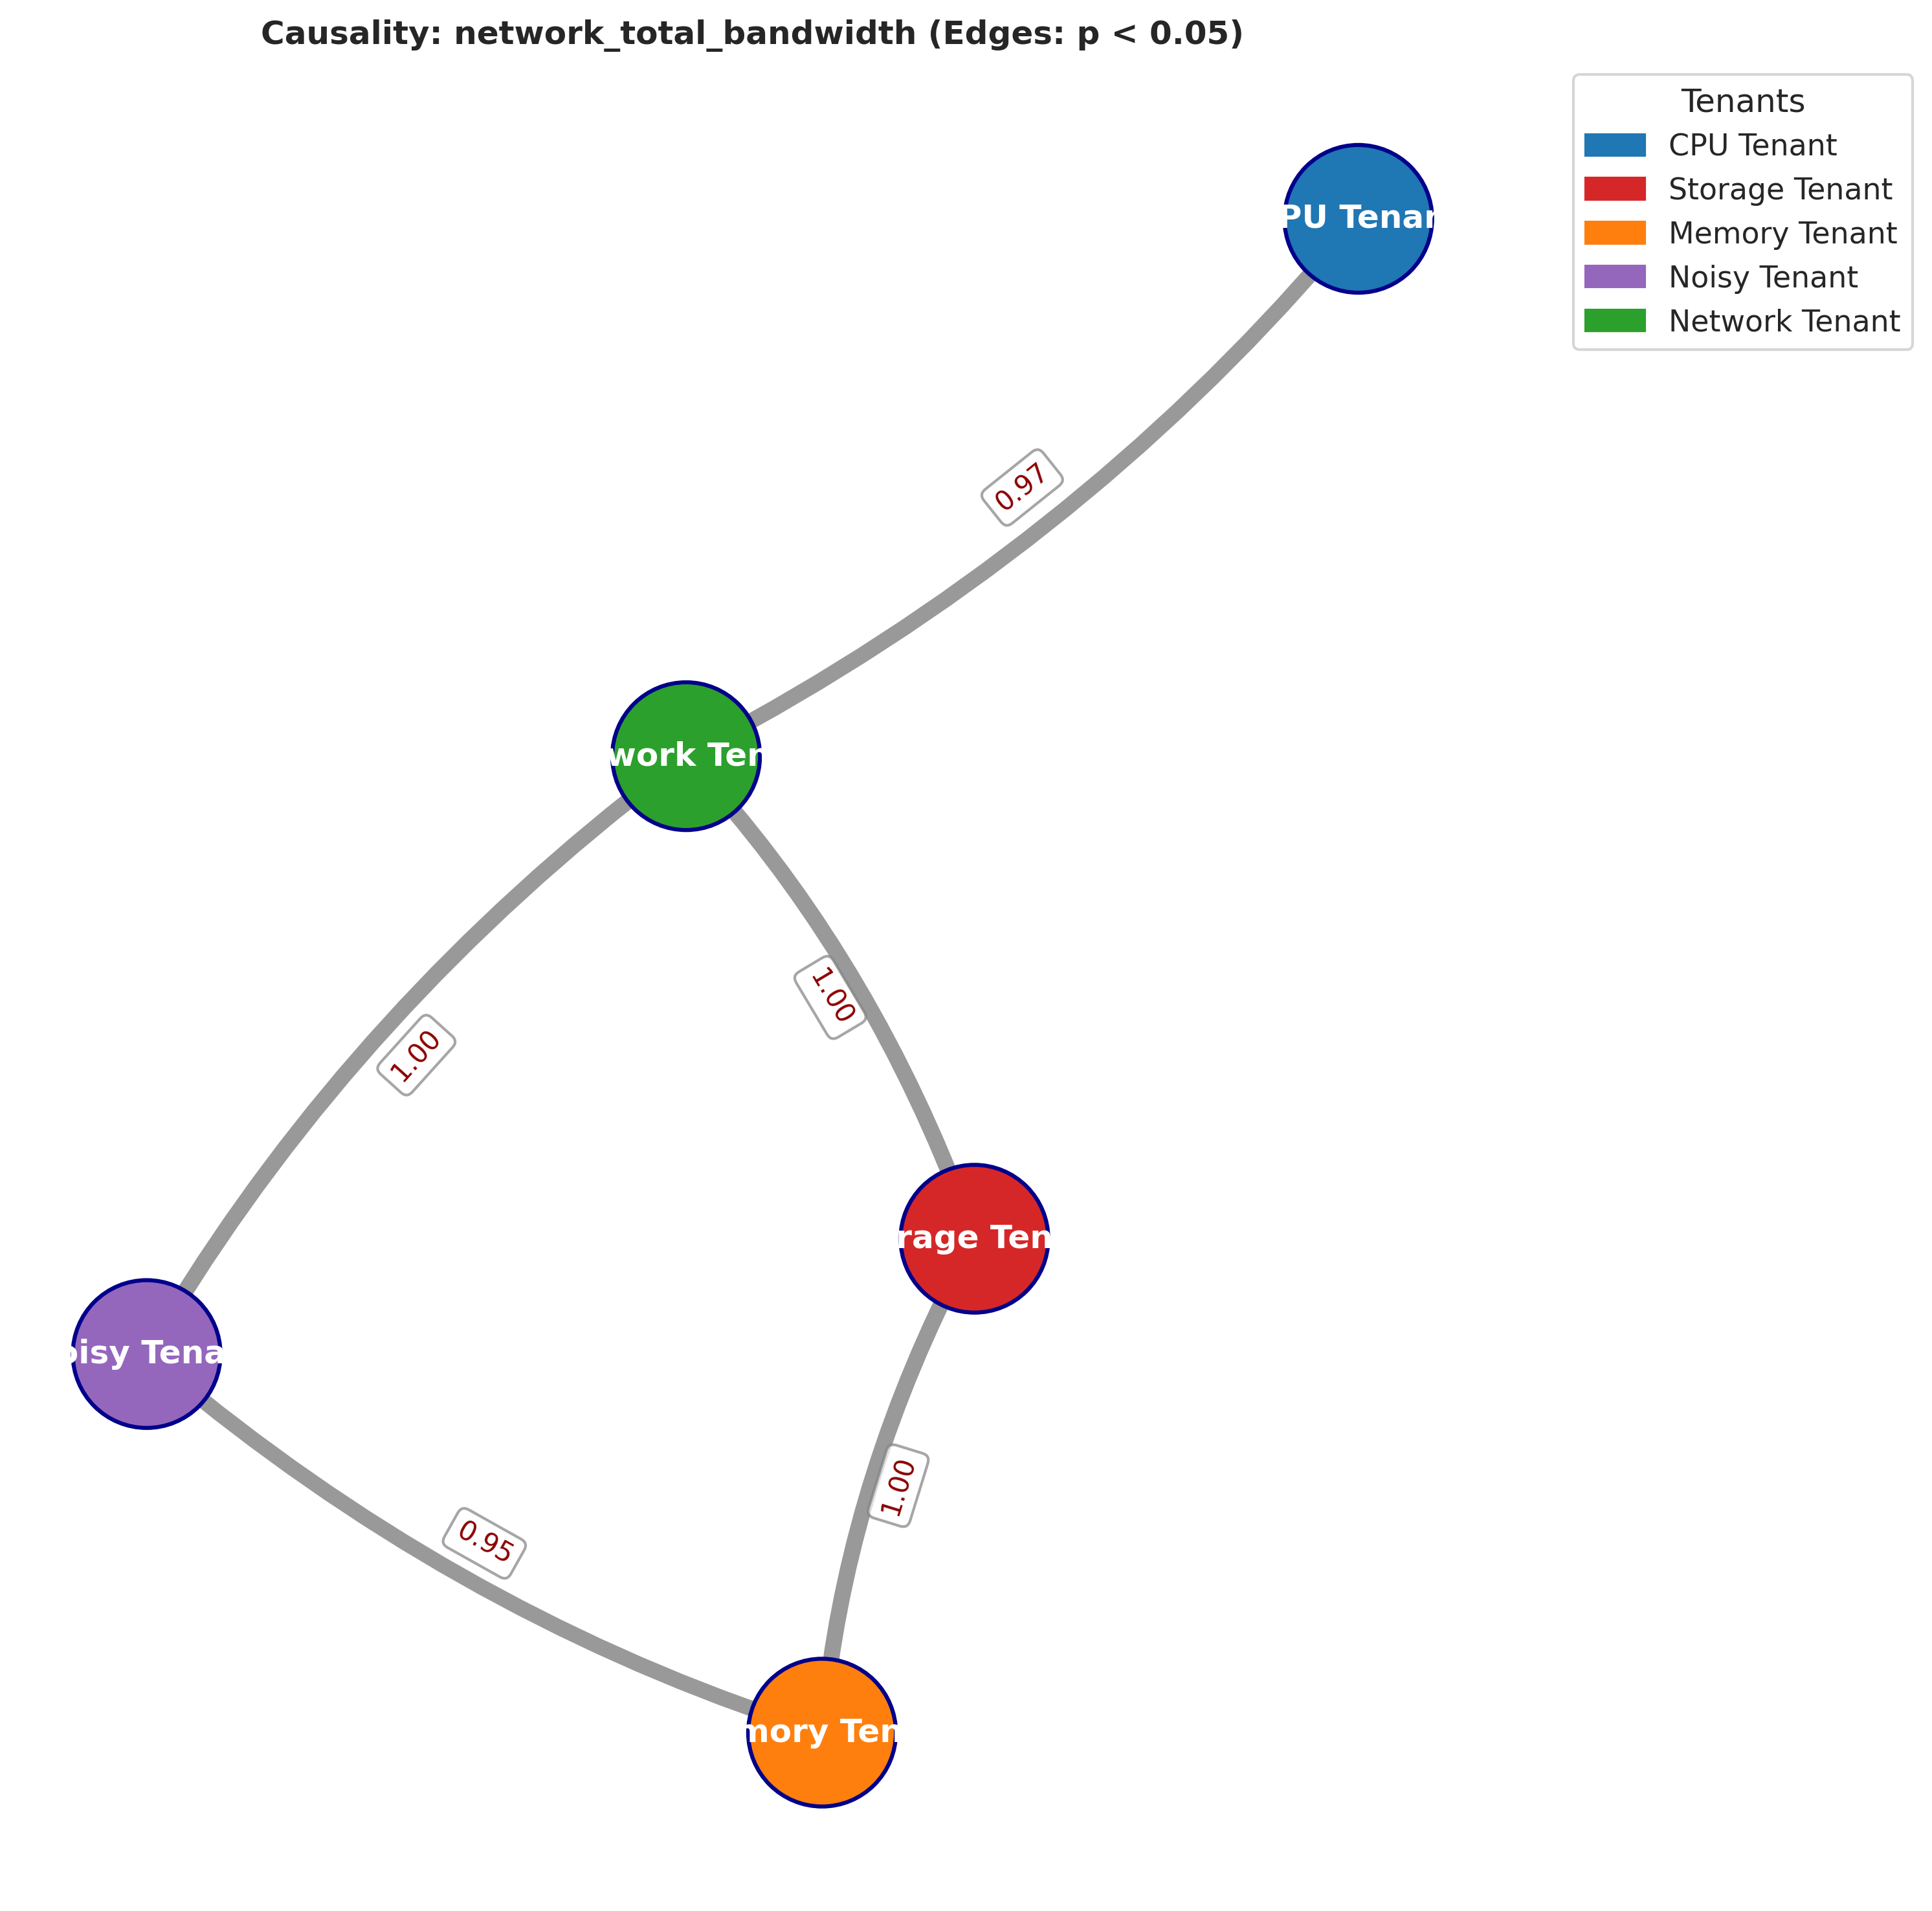 Causality: network_total_bandwidth (Edges: p < 0.05)
Tenants
CPU Tenant
Storage Tenant
Memory Tenant
Noisy Tenant
Network Tenant
PU Tenar
0.97
work Ten
1.00
1.00
rage Ten
oisy Tena
1.00
0.95
mory Ten